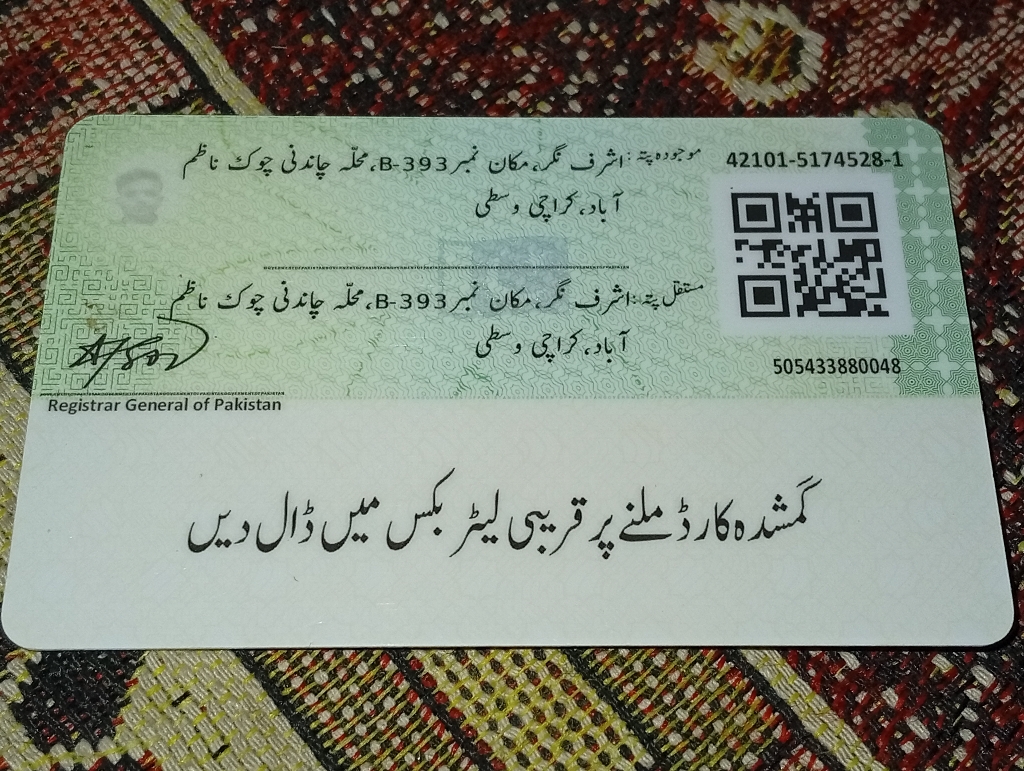 42101-5174528-1
موجودہ پتہ: اشرف نگر، مکان نمبر B-393، محلّہ چاندنی چوک ناظم
آباد، کراچی وسطی
مستقل پتہ: اشرف نگر، مکان نمبر B-393، محلّہ چاندنی چوک ناظم
آباد، کراچی وسطی
505433880048
Registrar General of Pakistan
گمشدہ کارڈ ملنے پر قریبی لیٹر بکس میں ڈال دیں